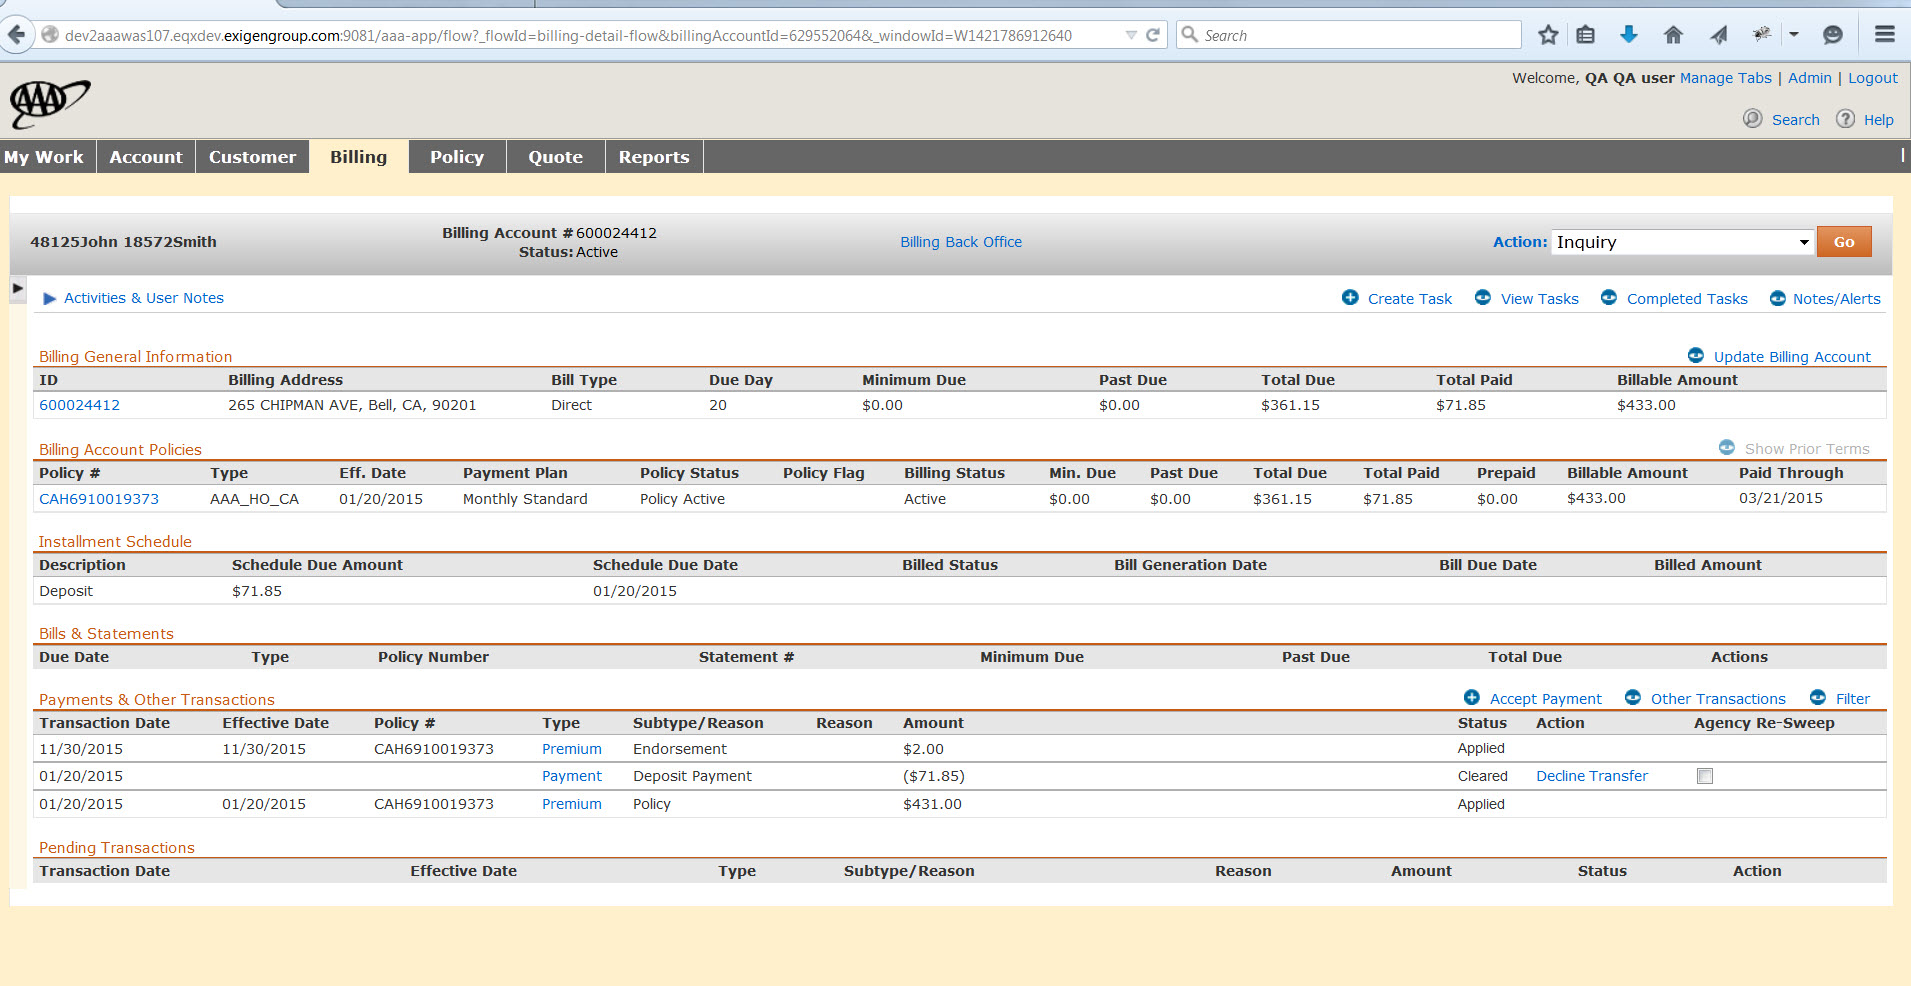 dev2aaawas107.eqxdev.exigengroup.com:9081/aaa-app/flow?_flowId=billing-detail-flow&billingAccountId=629552064&_windowId=W1421786912640 Search
Welcome, QA QA user Manage Tabs | Admin | Logout
AAA
Search Help
My Work Account Customer Billing Policy Quote Reports
48125John 18572Smith Billing Account # 600024412 Billing Back Office Action: Inquiry Go
Status: Active
Activities & User Notes Create Task View Tasks Completed Tasks Notes/Alerts
Billing General Information Update Billing Account
ID Billing Address Bill Type Due Day Minimum Due Past Due Total Due Total Paid Billable Amount
600024412 265 CHIPMAN AVE, Bell, CA, 90201 Direct 20 $0.00 $0.00 $361.15 $71.85 $433.00
Billing Account Policies Show Prior Terms
Policy # Type Eff. Date Payment Plan Policy Status Policy Flag Billing Status Min. Due Past Due Total Due Total Paid Prepaid Billable Amount Paid Through
CAH6910019373 AAA_HO_CA 01/20/2015 Monthly Standard Policy Active Active $0.00 $0.00 $361.15 $71.85 $0.00 $433.00 03/21/2015
Installment Schedule
Description Schedule Due Amount Schedule Due Date Billed Status Bill Generation Date Bill Due Date Billed Amount
Deposit $71.85 01/20/2015
Bills & Statements
Due Date Type Policy Number Statement # Minimum Due Past Due Total Due Actions
Payments & Other Transactions Accept Payment Other Transactions Filter
Transaction Date Effective Date Policy # Type Subtype/Reason Reason Amount Status Action Agency Re-Sweep
11/30/2015 11/30/2015 CAH6910019373 Premium Endorsement $2.00 Applied
01/20/2015 Payment Deposit Payment ($71.85) Cleared Decline Transfer
01/20/2015 01/20/2015 CAH6910019373 Premium Policy $431.00 Applied
Pending Transactions
Transaction Date Effective Date Type Subtype/Reason Reason Amount Status Action